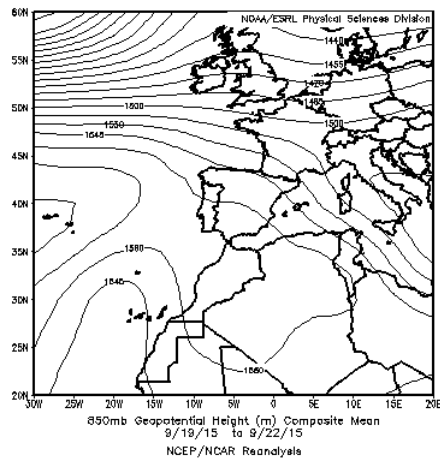 NOAA/ESRL Physical Sciences Division
60N
1440
1455
55N
1470
1485
50N
1500
1500
1530
1545
45N
40N
35N
1560
30N
1545
25N
1560
20N
30W 25W 20W 15W 10W 5W 0 5E 10E 15E 20E
850mb Geopotential Height (m) Composite Mean
9/19/15 to 9/22/15
NCEP/NCAR Reanalysis